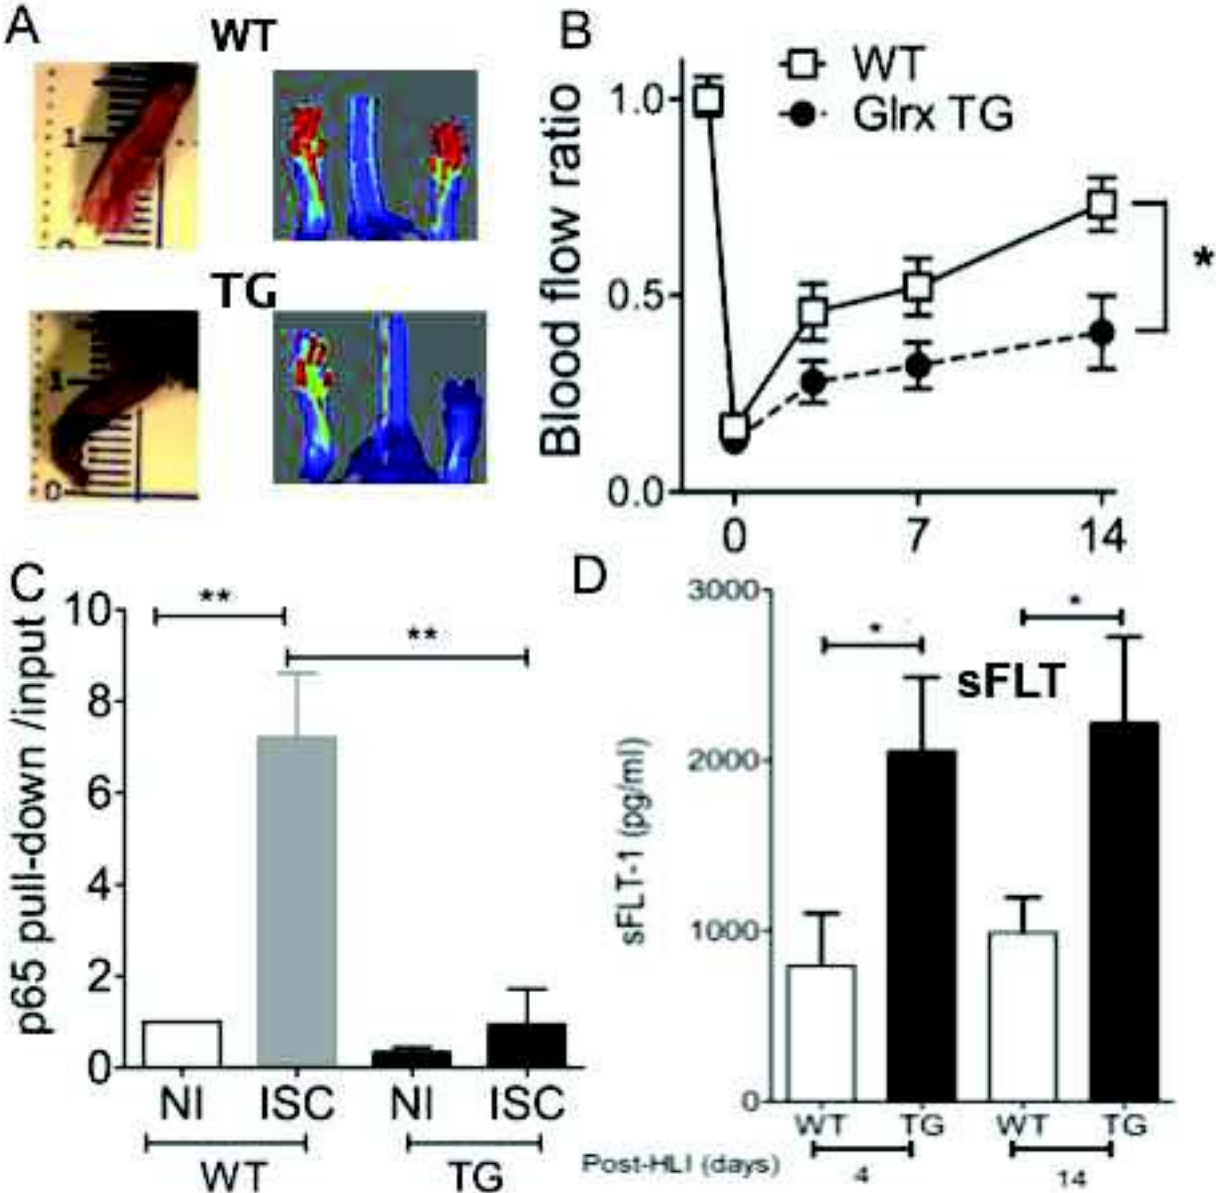 A
WT
1
0
TG
1
0
B
WT
Glrx TG
Blood flow ratio
1.0
0.5
0.0
0
7
14
*
C
p65 pull-down /input
10
8
6
4
2
0
**
**
NI
ISC
NI
ISC
WT
TG
D
sFLT
sFLT-1 (pg/ml)
3000
2000
1000
0
*
*
WT
TG
WT
TG
Post-HLI (days)
4
14